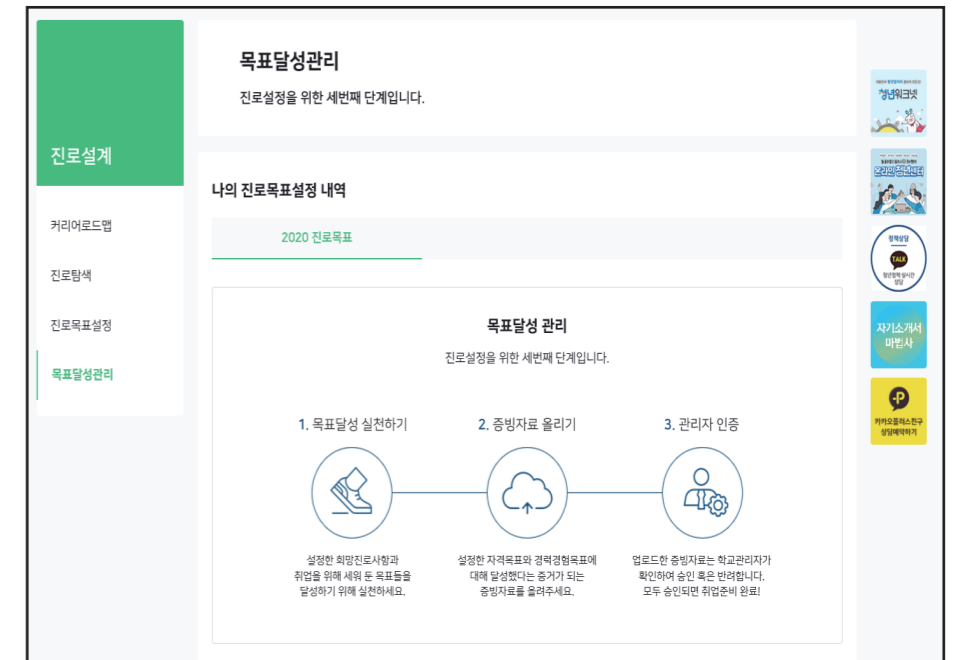 목표달성관리
진로설정을 위한 세번째 단계입니다.
진로설계
커리어로드맵
진로탐색
진로목표설정
목표달성관리
나의 진로목표설정 내역
2020 진로목표
목표달성 관리
진로설정을 위한 세번째 단계입니다.
1. 목표달성 실천하기
설정한 희망진로사항과
취업을 위해 세워 둔 목표들을
달성하기 위해 실천하세요.
2. 증빙자료 올리기
설정한 자격목표와 경력경험목표에
대해 달성했다는 증거가 되는
증빙자료를 올려주세요.
3. 관리자 인증
업로드한 증빙자료는 학교관리자가
확인하여 승인 혹은 반려합니다.
모두 승인되면 취업준비 완료!
청년워크넷
온라인 청년센터
정책상담
TALK
청년정책 실시간
상담
자기소개서
마법사
카카오플러스친구
상담예약하기